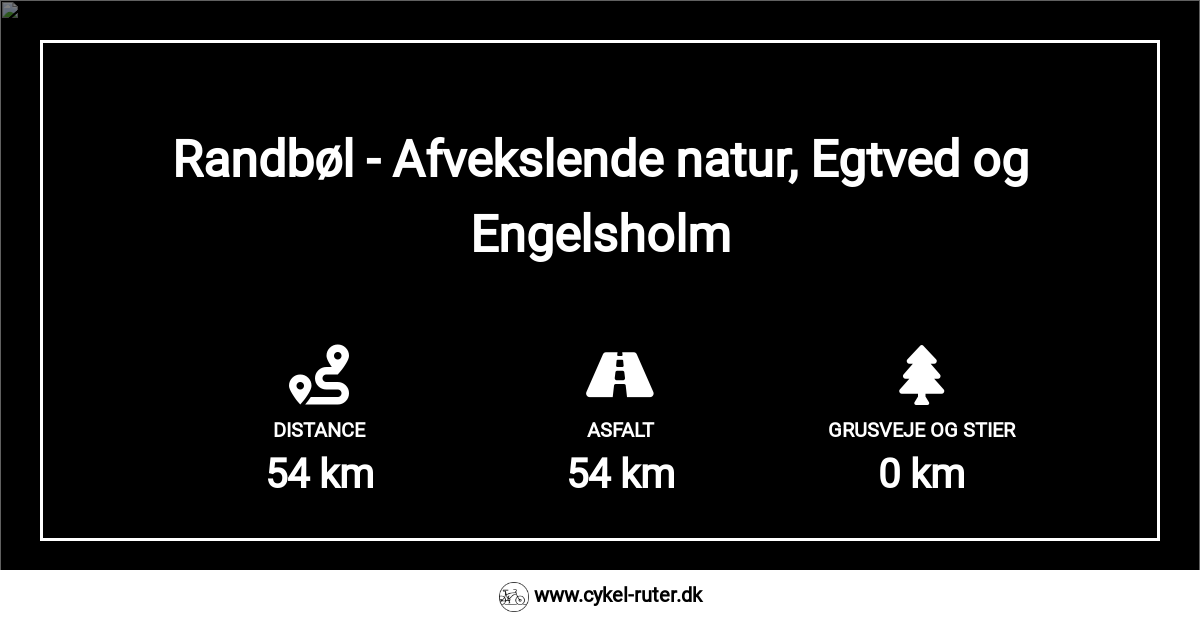 Randbøl - Afvekslende natur, Egtved og
Engelsholm
DISTANCE
54 km
ASFALT
54 km
GRUSVEJE OG STIER
0 km
www.cykel-ruter.dk